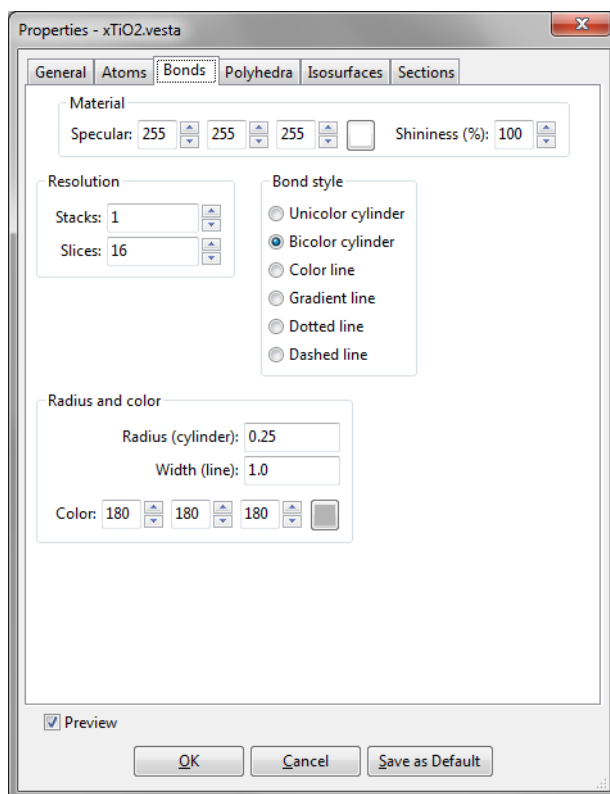 Properties - xTiO2.vesta
General Atoms Bonds Polyhedra Isosurfaces Sections
Material
Specular: 255 255 255 Shininess (%): 100
Resolution
Stacks: 1
Slices: 16
Bond style
Unicolor cylinder
Bicolor cylinder
Color line
Gradient line
Dotted line
Dashed line
Radius and color
Radius (cylinder): 0.25
Width (line): 1.0
Color: 180 180 180
Preview
OK Cancel Save as Default